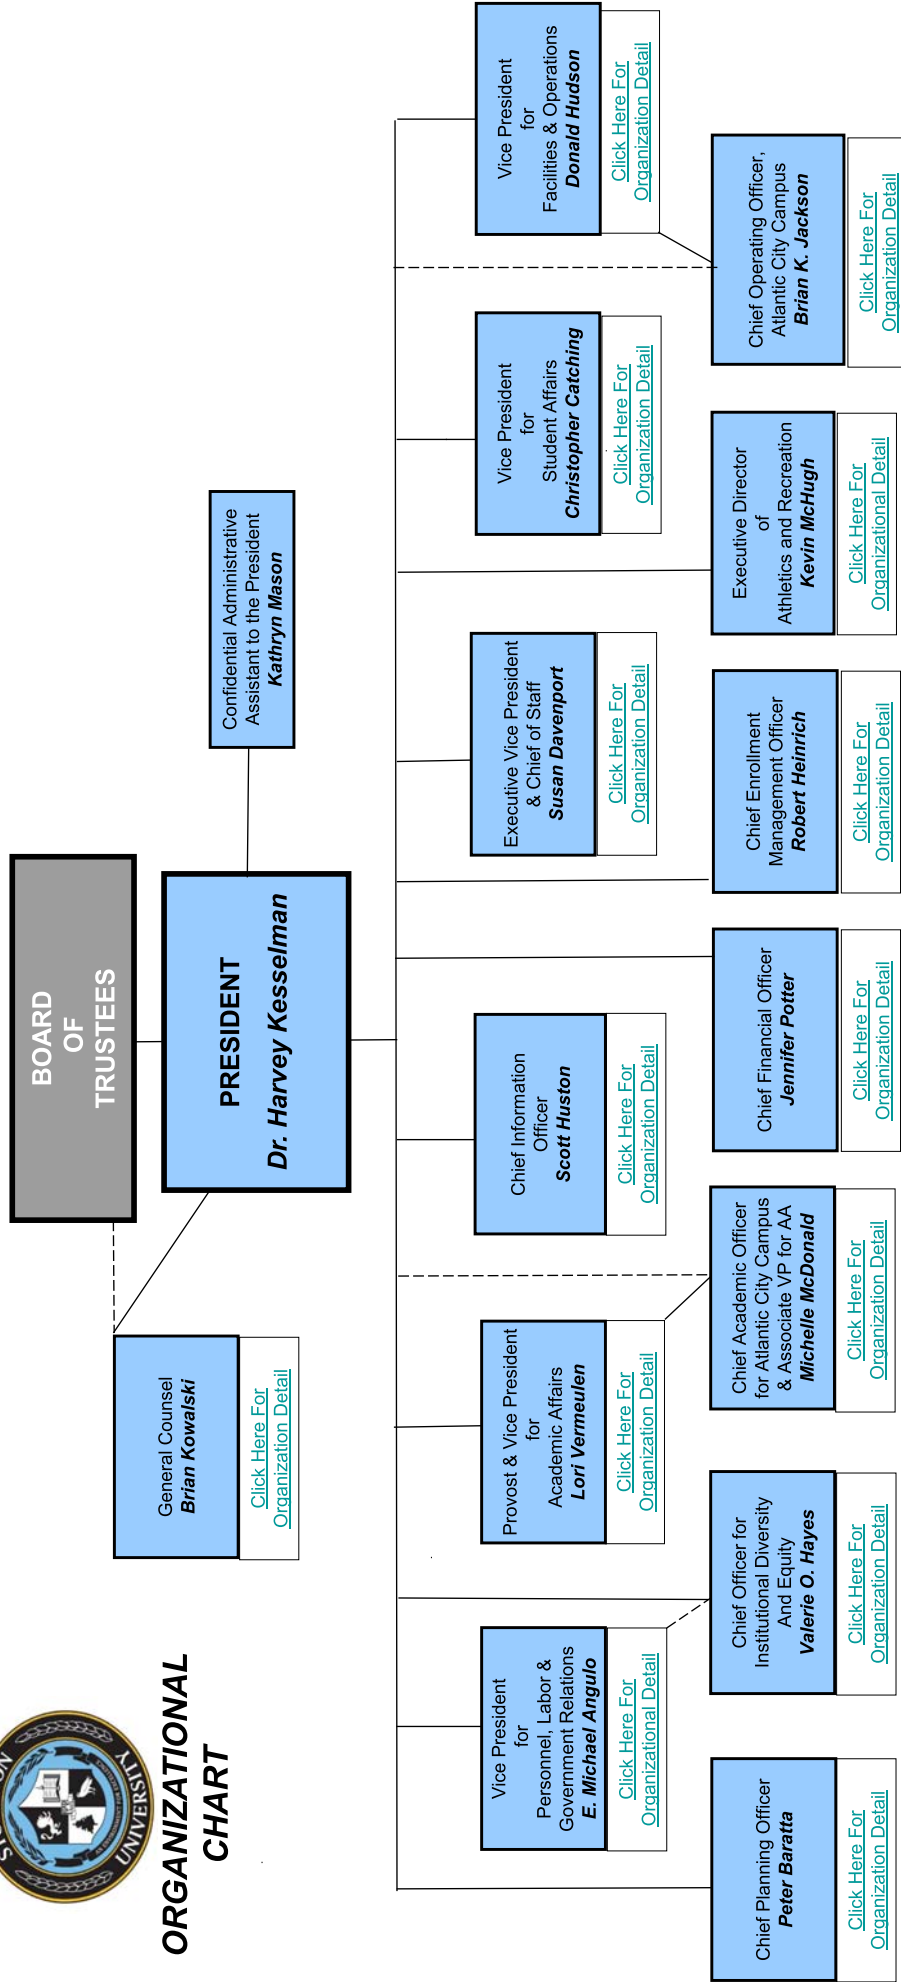 UNIVERSITY
ORGANIZATIONAL
CHART
BOARD
OF
TRUSTEES
PRESIDENT
Dr. Harvey Kesselman
General Counsel
Brian Kowalski
Click Here For
Organization Detail
Confidential Administrative
Assistant to the President
Kathryn Mason
Vice President
for
Personnel, Labor &
Government Relations
E. Michael Angulo
Click Here For
Organizational Detail
Provost & Vice President
for
Academic Affairs
Lori Vermeulen
Click Here For
Organization Detail
Chief Information
Officer
Scott Huston
Click Here For
Organization Detail
Executive Vice President
& Chief of Staff
Susan Davenport
Click Here For
Organization Detail
Vice President
for
Student Affairs
Christopher Catching
Click Here For
Organization Detail
Vice President
for
Facilities & Operations
Donald Hudson
Click Here For
Organization Detail
Chief Planning Officer
Peter Baratta
Click Here For
Organization Detail
Chief Officer for
Institutional Diversity
And Equity
Valerie O. Hayes
Click Here For
Organization Detail
Chief Academic Officer
for Atlantic City Campus
& Associate VP for AA
Michelle McDonald
Click Here For
Organization Detail
Chief Financial Officer
Jennifer Potter
Click Here For
Organization Detail
Chief Enrollment
Management Officer
Robert Heinrich
Click Here For
Organization Detail
Executive Director
of
Athletics and Recreation
Kevin McHugh
Click Here For
Organizational Detail
Chief Operating Officer,
Atlantic City Campus
Brian K. Jackson
Click Here For
Organization Detail